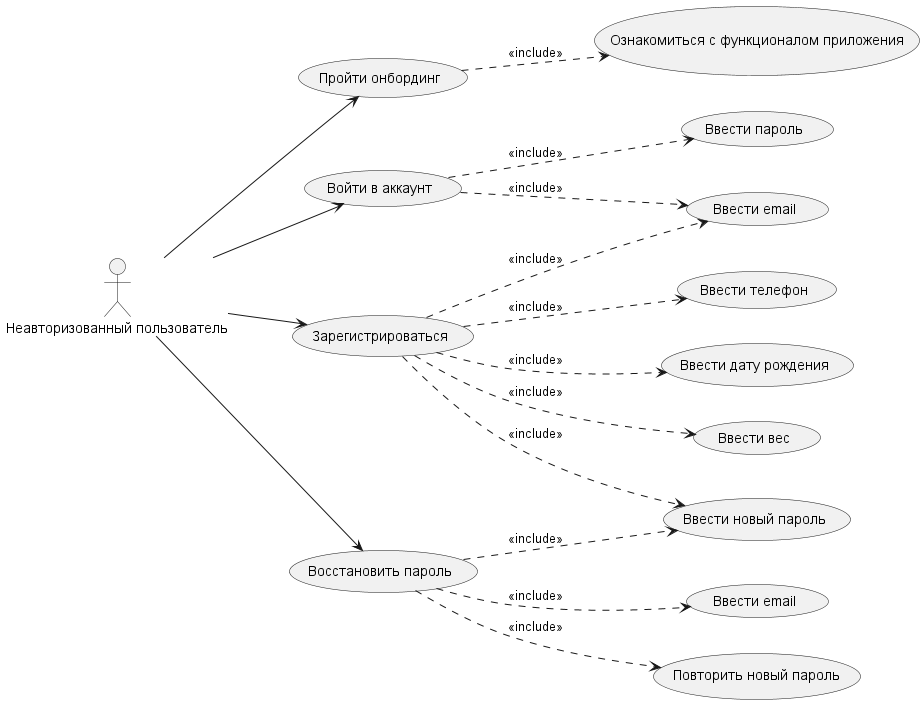 «include»
Ознакомиться с функционалом приложения
Пройти онбординг
Ввести пароль
«include»
Войти в аккаунт
«include»
Ввести email
«include»
Ввести телефон
«include»
Неавторизованный пользователь
Зарегистрироваться
«include»
Ввести дату рождения
«include»
Ввести вес
«include»
Ввести новый пароль
«include»
Восстановить пароль
«include»
Ввести email
«include»
Повторить новый пароль